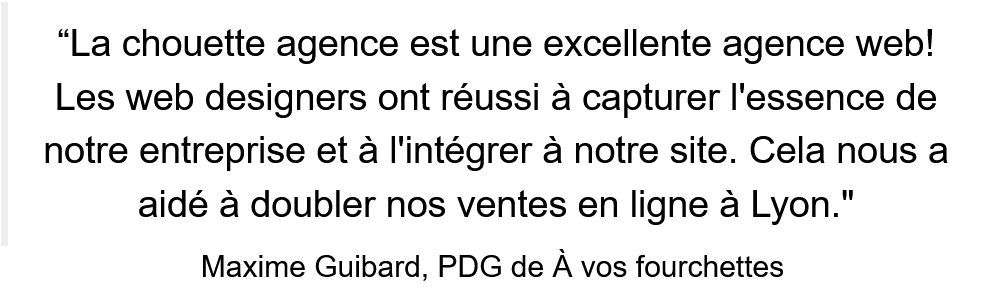 “La chouette agence est une excellente agence web!
Les web designers ont réussi à capturer l'essence de
notre entreprise et à l'intégrer à notre site. Cela nous a
aidé à doubler nos ventes en ligne à Lyon."
Maxime Guibard, PDG de À vos fourchettes